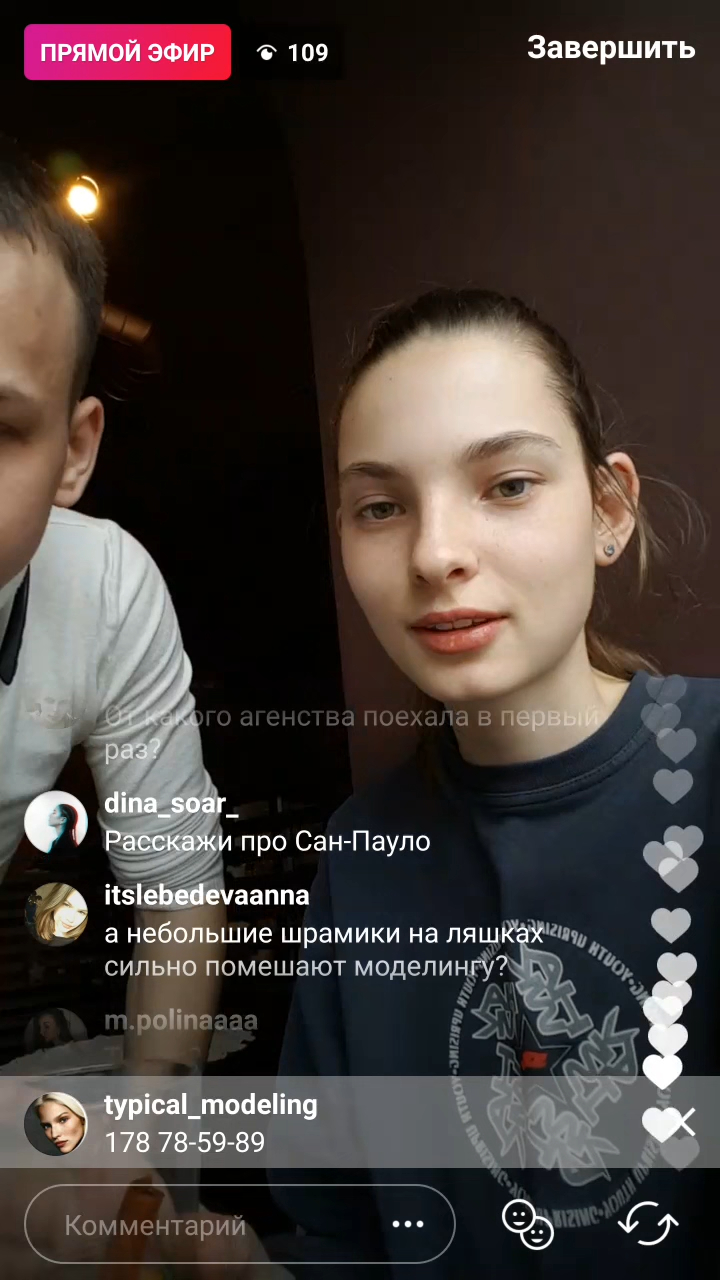 ПРЯМОЙ ЭФИР
109
Завершить
От какого агенства поехала в первый
раз?
dina_soar_
Расскажи про Сан-Пауло
itslebedevaanna
а небольшие шрамики на ляшках
сильно помешают моделингу?
m.polinaaaa
typical_modeling
178 78-59-89
Комментарий